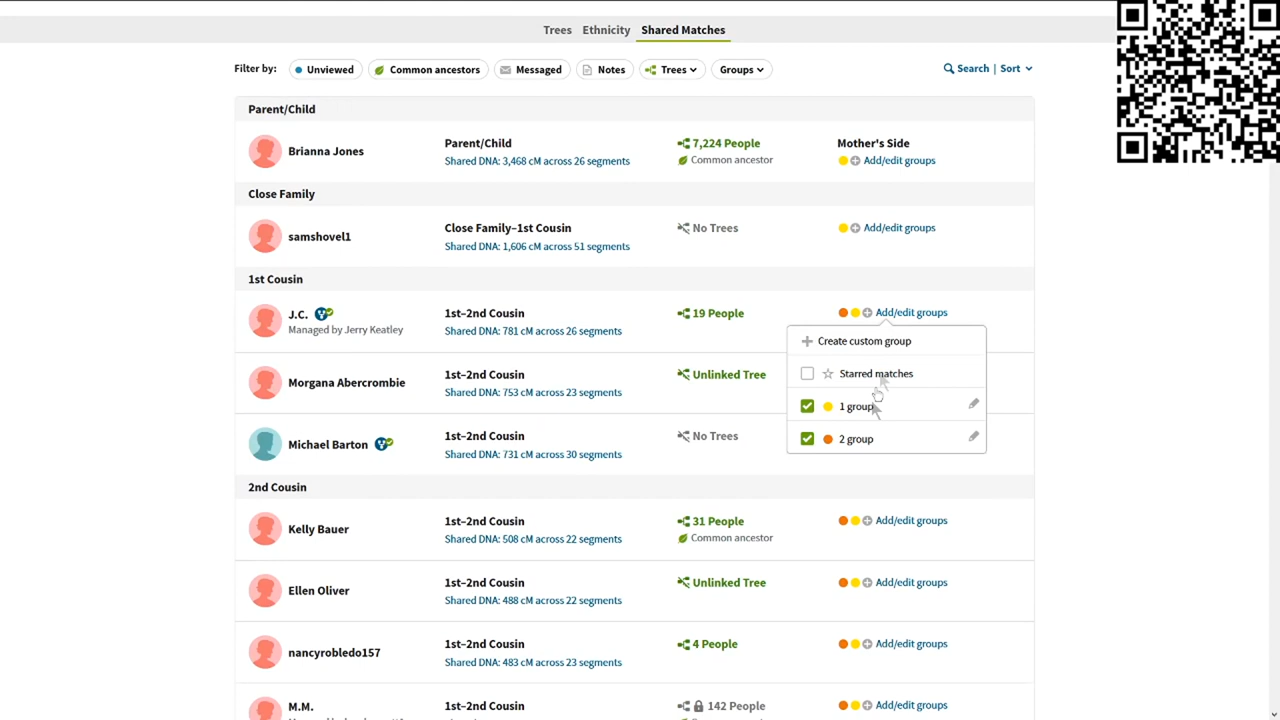 Trees Ethnicity Shared Matches
Filter by: Unviewed Common ancestors Messaged Notes Trees Groups Search | Sort
Parent/Child
Brianna Jones Parent/Child 7,224 People Mother's Side
Shared DNA: 3,468 cM across 26 segments Common ancestor Add/edit groups
Close Family
samshovel1 Close Family–1st Cousin No Trees Add/edit groups
Shared DNA: 1,606 cM across 51 segments
1st Cousin
J.C. 1st–2nd Cousin 19 People Add/edit groups
Managed by Jerry Keatley Shared DNA: 781 cM across 26 segments
Create custom group
Starred matches
1 group
2 group
Morgana Abercrombie 1st–2nd Cousin Unlinked Tree
Shared DNA: 753 cM across 23 segments
Michael Barton 1st–2nd Cousin No Trees
Shared DNA: 731 cM across 30 segments
2nd Cousin
Kelly Bauer 1st–2nd Cousin 31 People Add/edit groups
Shared DNA: 508 cM across 22 segments Common ancestor
Ellen Oliver 1st–2nd Cousin Unlinked Tree Add/edit groups
Shared DNA: 488 cM across 22 segments
nancyrobledo157 1st–2nd Cousin 4 People Add/edit groups
Shared DNA: 483 cM across 23 segments
M.M. 1st–2nd Cousin 142 People Add/edit groups